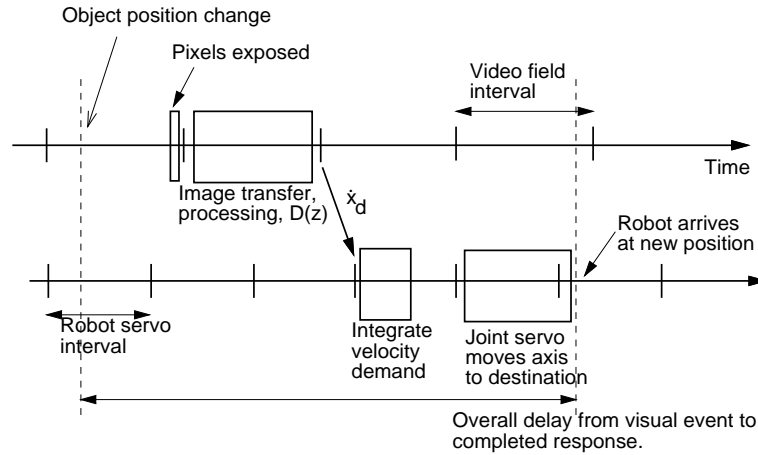 Object position change
Pixels exposed
Video field
interval
Time
Image transfer,
processing, D(z)
ẋd
Robot arrives
at new position
Robot servo
interval
Integrate
velocity
demand
Joint servo
moves axis
to destination
Overall delay from visual event to
completed response.